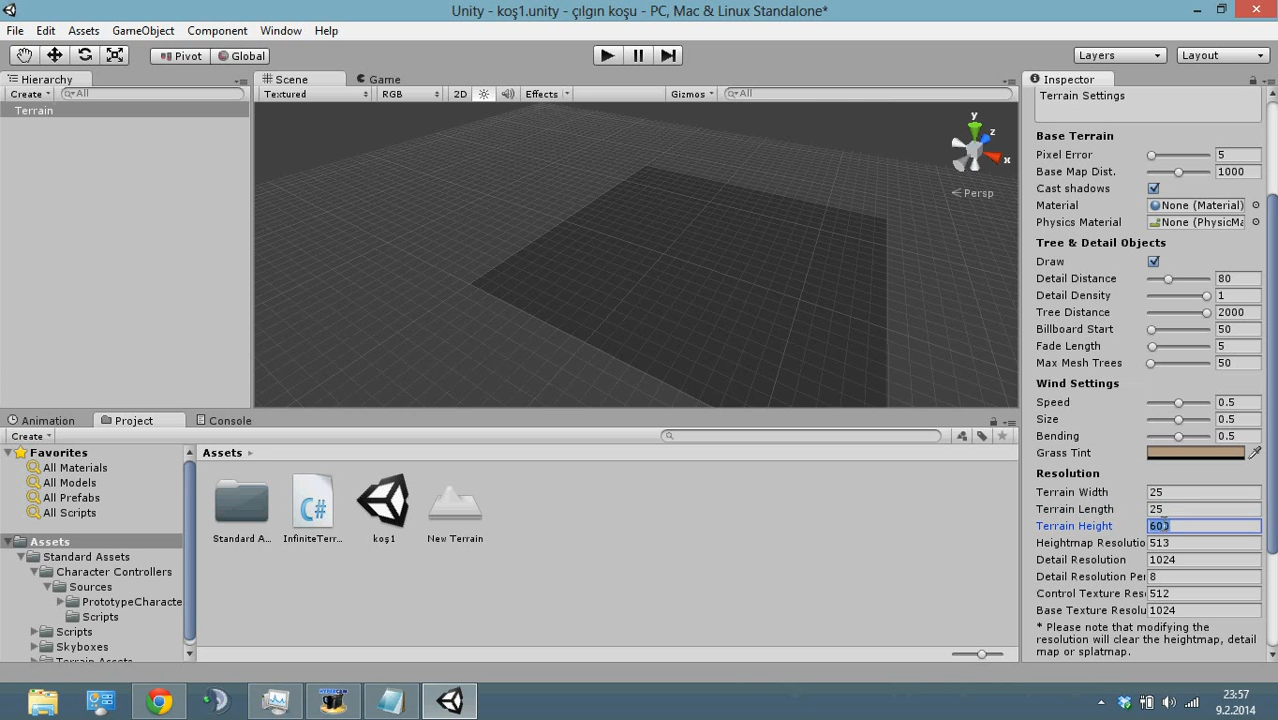 Unity - koş1.unity - çılgın koşu - PC, Mac & Linux Standalone*
File Edit Assets GameObject Component Window Help
Pivot Global Layers Layout
Hierarchy
Create All
Terrain
Scene Game
Textured RGB 2D Effects Gizmos All
y
z
x
Persp
Inspector
Terrain Settings
Base Terrain
Pixel Error 5
Base Map Dist. 1000
Cast shadows
Material None (Material)
Physics Material None (PhysicMa
Tree & Detail Objects
Draw
Detail Distance 80
Detail Density 1
Tree Distance 2000
Billboard Start 50
Fade Length 5
Max Mesh Trees 50
Wind Settings
Speed 0.5
Size 0.5
Bending 0.5
Grass Tint
Resolution
Terrain Width 25
Terrain Length 25
Terrain Height 600
Heightmap Resolutio 513
Detail Resolution 1024
Detail Resolution Per 8
Control Texture Reso 512
Base Texture Resolu 1024
* Please note that modifying the
resolution will clear the heightmap, detail
map or splatmap.
Animation Project Console
Create
Favorites
All Materials
All Models
All Prefabs
All Scripts
Assets
Standard Assets
Character Controllers
Sources
PrototypeCharacte
Scripts
Scripts
Skyboxes
Terrain Assets
Assets
C#
Standard A... InfiniteTerr... koş1 New Terrain
23:57
9.2.2014